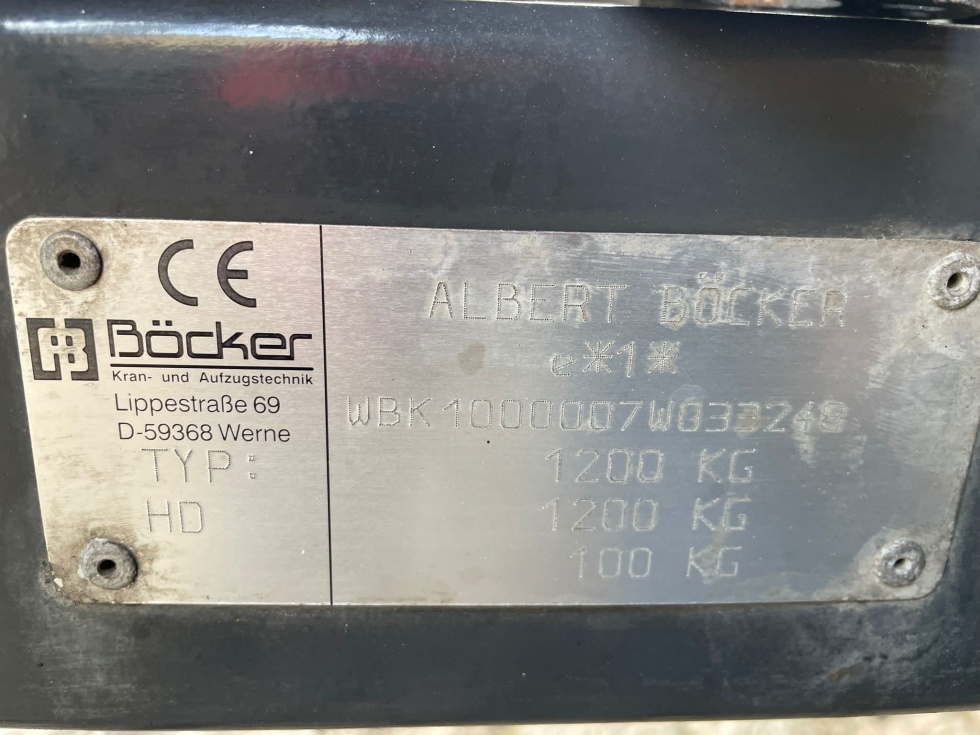 CE
Böcker
Kran- und Aufzugstechnik
Lippestraße 69
D-59368 Werne
TYP:
HD
ALBERT BÖCKER
e*1*
1200 KG
1200 KG
100 KG